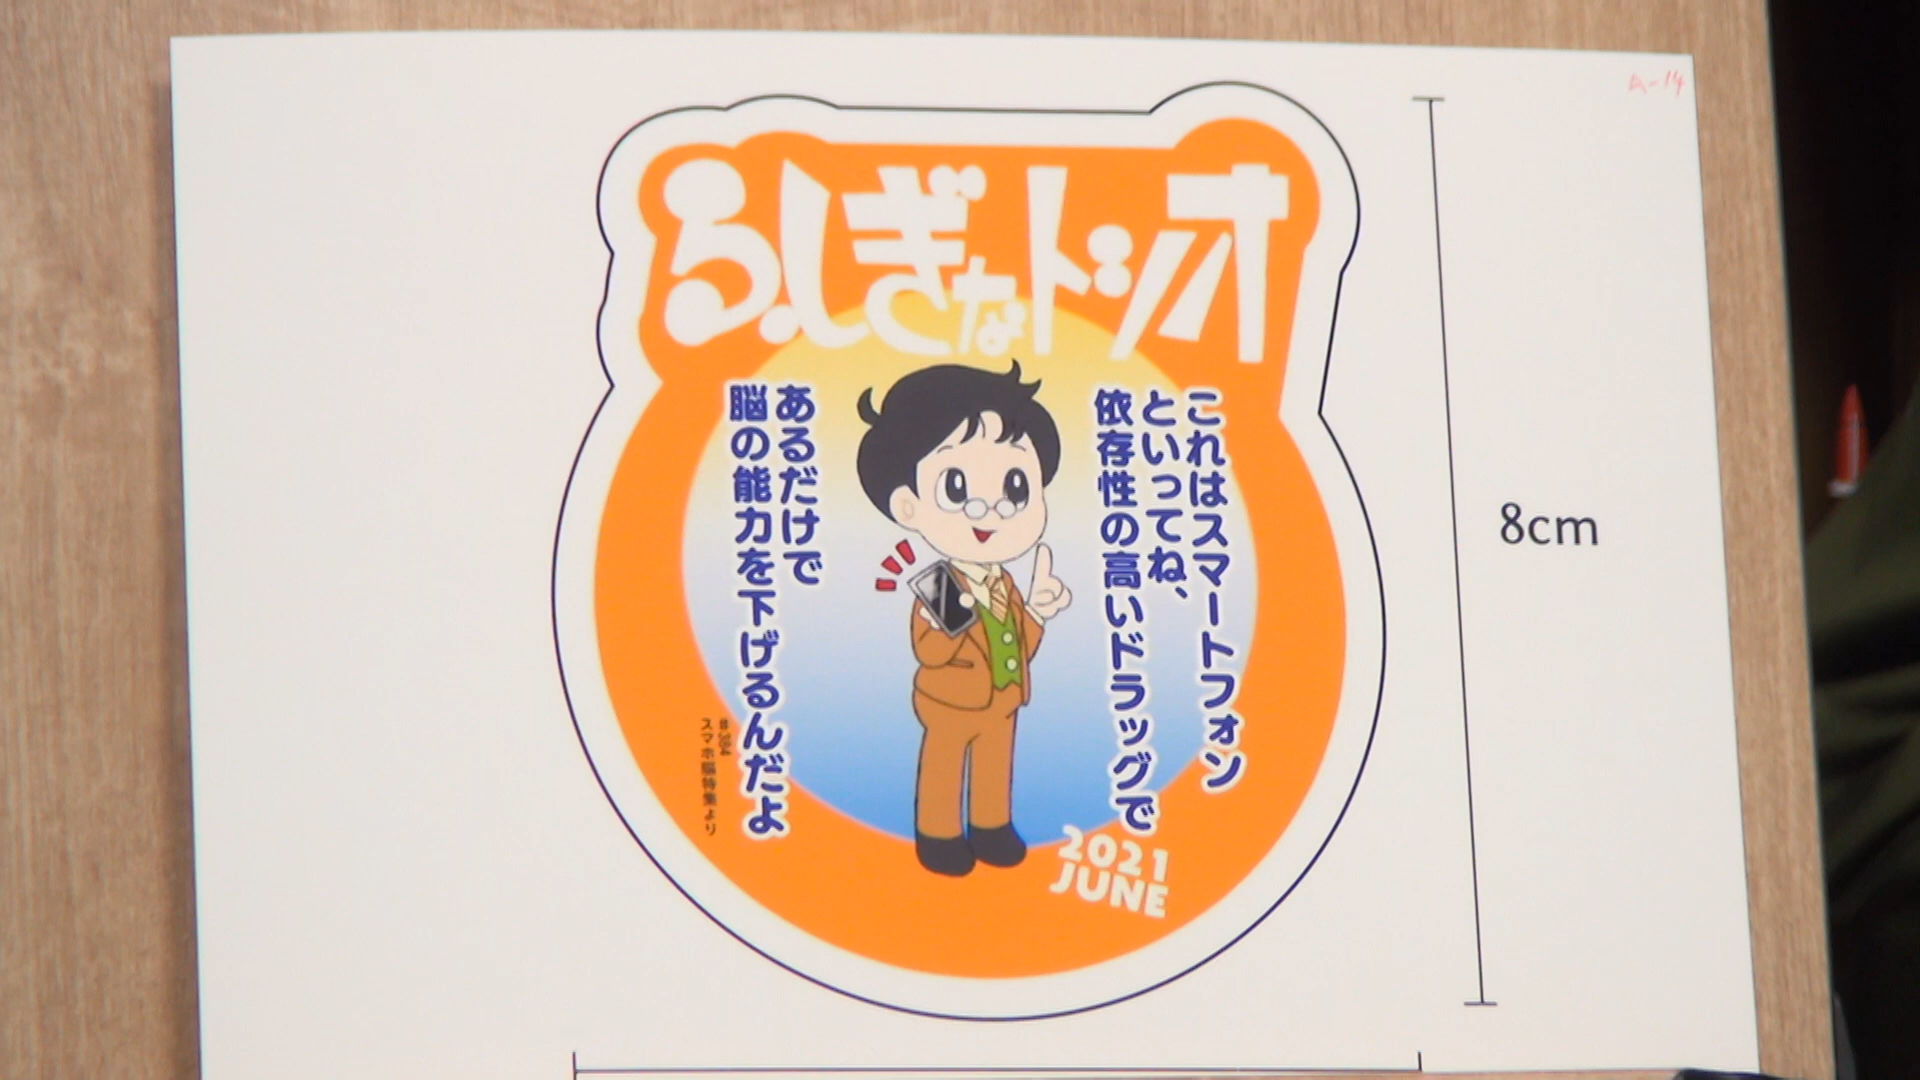 A-14
ふしぎなトシオ
これはスマートフォン
といってね、
依存性の高いドラッグで
あるだけで
脳の能力を下げるんだよ
#384
スマホ脳特集より
2021
JUNE
8cm